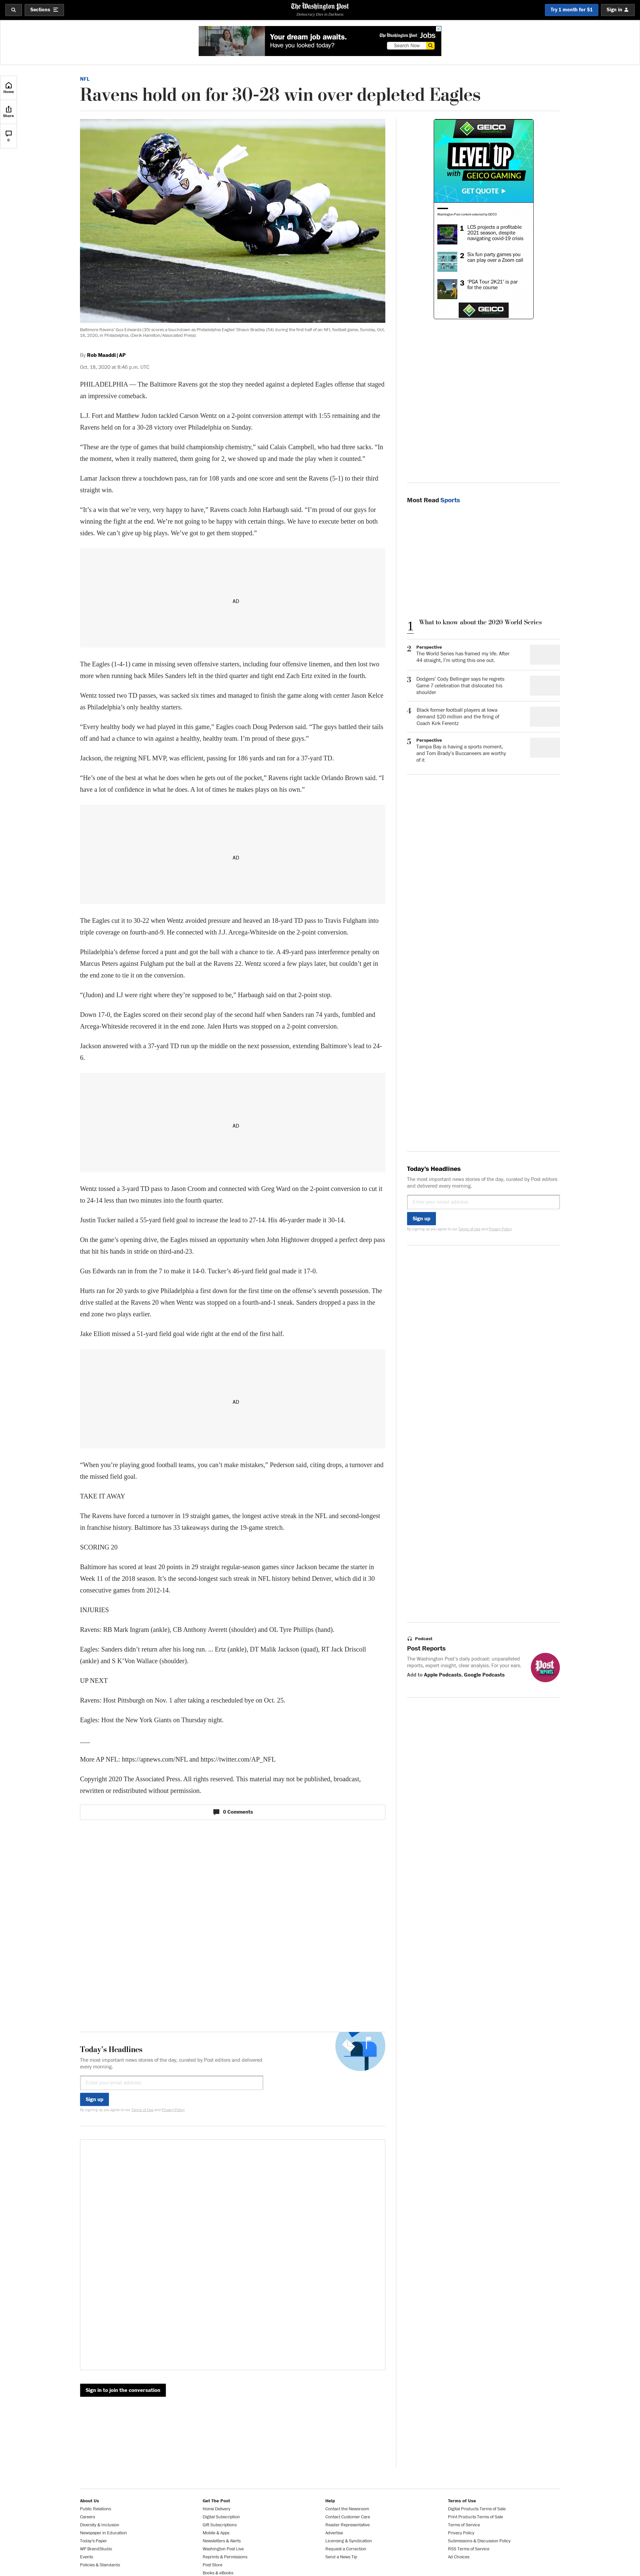 Sections
The Washington Post
Democracy Dies in Darkness
Try 1 month for $1
Sign in
Your dream job awaits.
Have you looked today?
The Washington Post Jobs
Search Now
Home
Share
0
NFL
Ravens hold on for 30-28 win over depleted Eagles
Baltimore Ravens' Gus Edwards (35) scores a touchdown as Philadelphia Eagles' Shaun Bradley (54) during the first half of an NFL football game, Sunday, Oct.
18, 2020, in Philadelphia. (Derik Hamilton/Associated Press)
By Rob Maaddi | AP
Oct. 18, 2020 at 8:46 p.m. UTC
PHILADELPHIA — The Baltimore Ravens got the stop they needed against a depleted Eagles offense that staged
an impressive comeback.
L.J. Fort and Matthew Judon tackled Carson Wentz on a 2-point conversion attempt with 1:55 remaining and the
Ravens held on for 30-28 victory over Philadelphia on Sunday.
“These are the type of games that build championship chemistry,” said Calais Campbell, who had three sacks. “In
the moment, when it really mattered, them going for 2, we showed up and made the play when it counted.”
Lamar Jackson threw a touchdown pass, ran for 108 yards and one score and sent the Ravens (5-1) to their third
straight win.
“It’s a win that we’re very, very happy to have,” Ravens coach John Harbaugh said. “I’m proud of our guys for
winning the fight at the end. We’re not going to be happy with certain things. We have to execute better on both
sides. We can’t give up big plays. We’ve got to get them stopped.”
AD
The Eagles (1-4-1) came in missing seven offensive starters, including four offensive linemen, and then lost two
more when running back Miles Sanders left in the third quarter and tight end Zach Ertz exited in the fourth.
Wentz tossed two TD passes, was sacked six times and managed to finish the game along with center Jason Kelce
as Philadelphia’s only healthy starters.
“Every healthy body we had played in this game,” Eagles coach Doug Pederson said. “The guys battled their tails
off and had a chance to win against a healthy, healthy team. I’m proud of these guys.”
Jackson, the reigning NFL MVP, was efficient, passing for 186 yards and ran for a 37-yard TD.
“He’s one of the best at what he does when he gets out of the pocket,” Ravens right tackle Orlando Brown said. “I
have a lot of confidence in what he does. A lot of times he makes plays on his own.”
AD
The Eagles cut it to 30-22 when Wentz avoided pressure and heaved an 18-yard TD pass to Travis Fulgham into
triple coverage on fourth-and-9. He connected with J.J. Arcega-Whiteside on the 2-point conversion.
Philadelphia’s defense forced a punt and got the ball with a chance to tie. A 49-yard pass interference penalty on
Marcus Peters against Fulgham put the ball at the Ravens 22. Wentz scored a few plays later, but couldn’t get in
the end zone to tie it on the conversion.
“(Judon) and LJ were right where they’re supposed to be,” Harbaugh said on that 2-point stop.
Down 17-0, the Eagles scored on their second play of the second half when Sanders ran 74 yards, fumbled and
Arcega-Whiteside recovered it in the end zone. Jalen Hurts was stopped on a 2-point conversion.
Jackson answered with a 37-yard TD run up the middle on the next possession, extending Baltimore’s lead to 24-
6.
AD
Wentz tossed a 3-yard TD pass to Jason Croom and connected with Greg Ward on the 2-point conversion to cut it
to 24-14 less than two minutes into the fourth quarter.
Justin Tucker nailed a 55-yard field goal to increase the lead to 27-14. His 46-yarder made it 30-14.
On the game’s opening drive, the Eagles missed an opportunity when John Hightower dropped a perfect deep pass
that hit his hands in stride on third-and-23.
Gus Edwards ran in from the 7 to make it 14-0. Tucker’s 46-yard field goal made it 17-0.
Hurts ran for 20 yards to give Philadelphia a first down for the first time on the offense’s seventh possession. The
drive stalled at the Ravens 20 when Wentz was stopped on a fourth-and-1 sneak. Sanders dropped a pass in the
end zone two plays earlier.
Jake Elliott missed a 51-yard field goal wide right at the end of the first half.
AD
“When you’re playing good football teams, you can’t make mistakes,” Pederson said, citing drops, a turnover and
the missed field goal.
TAKE IT AWAY
The Ravens have forced a turnover in 19 straight games, the longest active streak in the NFL and second-longest
in franchise history. Baltimore has 33 takeaways during the 19-game stretch.
SCORING 20
Baltimore has scored at least 20 points in 29 straight regular-season games since Jackson became the starter in
Week 11 of the 2018 season. It’s the second-longest such streak in NFL history behind Denver, which did it 30
consecutive games from 2012-14.
INJURIES
Ravens: RB Mark Ingram (ankle), CB Anthony Averett (shoulder) and OL Tyre Phillips (hand).
Eagles: Sanders didn’t return after his long run. ... Ertz (ankle), DT Malik Jackson (quad), RT Jack Driscoll
(ankle) and S K’Von Wallace (shoulder).
UP NEXT
Ravens: Host Pittsburgh on Nov. 1 after taking a rescheduled bye on Oct. 25.
Eagles: Host the New York Giants on Thursday night.
___
More AP NFL: https://apnews.com/NFL and https://twitter.com/AP_NFL
Copyright 2020 The Associated Press. All rights reserved. This material may not be published, broadcast,
rewritten or redistributed without permission.
0 Comments
Today's Headlines
The most important news stories of the day, curated by Post editors and delivered
every morning.
Enter your email address
Sign up
By signing up you agree to our Terms of Use and Privacy Policy
Sign in to join the conversation
GEICO
LEVEL UP
with GEICO GAMING
GET QUOTE
Washington Post content selected by GEICO
1 LCS projects a profitable
2021 season, despite
navigating covid-19 crisis
2 Six fun party games you
can play over a Zoom call
3 ‘PGA Tour 2K21’ is par
for the course
GEICO
Most Read Sports
1 What to know about the 2020 World Series
2 Perspective
The World Series has framed my life. After
44 straight, I’m sitting this one out.
3 Dodgers’ Cody Bellinger says he regrets
Game 7 celebration that dislocated his
shoulder
4 Black former football players at Iowa
demand $20 million and the firing of
Coach Kirk Ferentz
5 Perspective
Tampa Bay is having a sports moment,
and Tom Brady’s Buccaneers are worthy
of it
Today’s Headlines
The most important news stories of the day, curated by Post editors
and delivered every morning.
Enter your email address
Sign up
By signing up you agree to our Terms of Use and Privacy Policy
Podcast
Post Reports
The Washington Post’s daily podcast: unparalleled
reports, expert insight, clear analysis. For your ears.
Add to Apple Podcasts, Google Podcasts
Post
REPORTS
About Us
Public Relations
Careers
Diversity & Inclusion
Newspaper in Education
Today's Paper
WP BrandStudio
Events
Policies & Standards
Get The Post
Home Delivery
Digital Subscription
Gift Subscriptions
Mobile & Apps
Newsletters & Alerts
Washington Post Live
Reprints & Permissions
Post Store
Books & eBooks
Help
Contact the Newsroom
Contact Customer Care
Reader Representative
Advertise
Licensing & Syndication
Request a Correction
Send a News Tip
Terms of Use
Digital Products Terms of Sale
Print Products Terms of Sale
Terms of Service
Privacy Policy
Submissions & Discussion Policy
RSS Terms of Service
Ad Choices